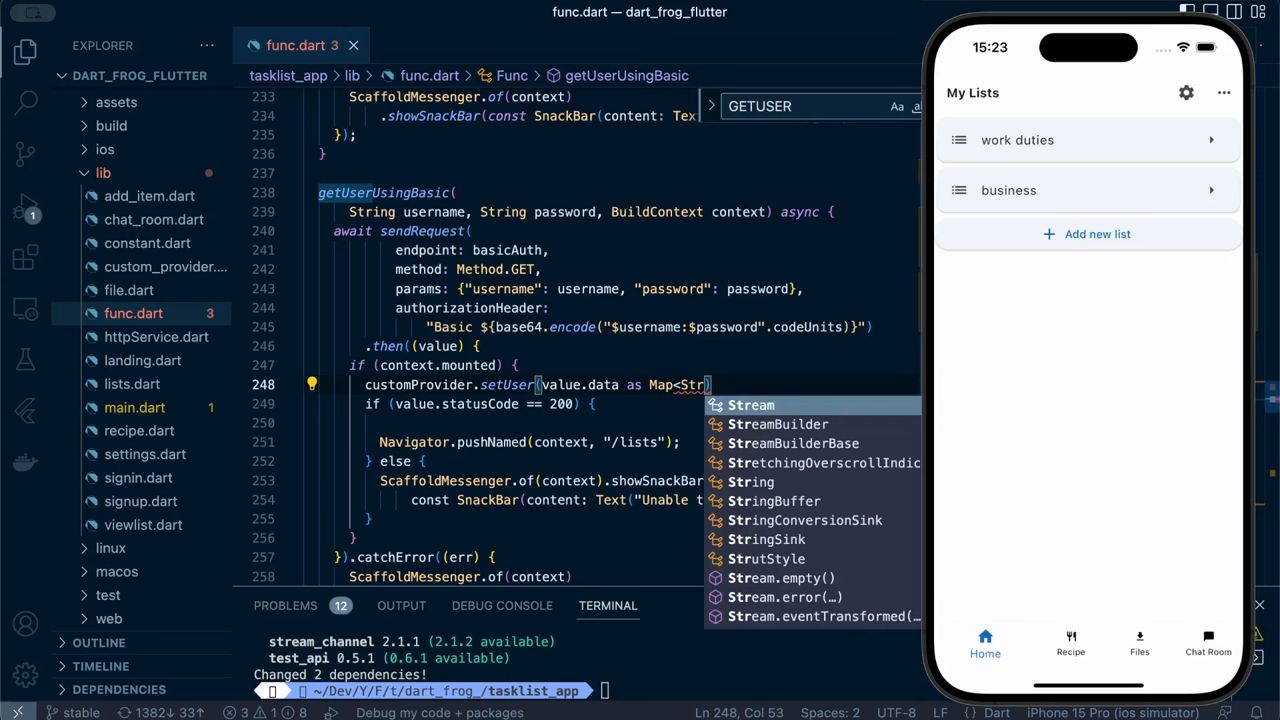 func.dart — dart_frog_flutter
EXPLORER
DART_FROG_FLUTTER
assets
build
ios
lib
add_item.dart
chat_room.dart
constant.dart
custom_provider....
file.dart
func.dart 3
httpService.dart
landing.dart
lists.dart
main.dart 1
recipe.dart
settings.dart
signin.dart
signup.dart
viewlist.dart
linux
macos
test
web
OUTLINE
TIMELINE
DEPENDENCIES
1
func.dart 3
tasklist_app > lib > func.dart > Func > getUserUsingBasic
GETUSER
Aa
233 ScaffoldMessenger.of(context)
234 .showSnackBar(const SnackBar(content: Tex
235 });
236 }
237
238 getUserUsingBasic(
239 String username, String password, BuildContext context) async {
240 await sendRequest(
241 endpoint: basicAuth,
242 method: Method.GET,
243 params: {"username": username, "password": password},
244 authorizationHeader:
245 "Basic ${base64.encode("$username:$password".codeUnits)}")
246 .then((value) {
247 if (context.mounted) {
248 customProvider.setUser(value.data as Map<Str)
249 if (value.statusCode == 200) {
250
251 Navigator.pushNamed(context, "/lists");
252 } else {
253 ScaffoldMessenger.of(context).showSnackBar
254 const SnackBar(content: Text("Unable t
255 }
256 }
257 }).catchError((err) {
258 ScaffoldMessenger.of(context)
Stream
StreamBuilder
StreamBuilderBase
StretchingOverscrollIndic
String
StringBuffer
StringConversionSink
StringSink
StrutStyle
Stream.empty()
Stream.error(…)
Stream.eventTransformed(…
PROBLEMS 12 OUTPUT DEBUG CONSOLE TERMINAL
stream_channel 2.1.1 (2.1.2 available)
test_api 0.5.1 (0.6.1 available)
Changed 2 dependencies!
~/Dev/Y/F/t/dart_frog_/tasklist_app
stable 1382↓ 33↑ 3 1 8 Debug my code + packages Ln 248, Col 53 Spaces: 2 UTF-8 LF {} Dart iPhone 15 Pro (ios simulator)
15:23
My Lists
work duties
business
+ Add new list
Home Recipe Files Chat Room